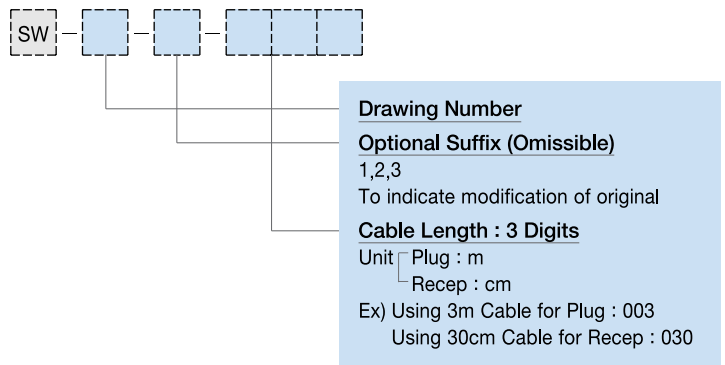 SW
Drawing Number
Optional Suffix (Omissible)
1,2,3
To indicate modification of original
Cable Length : 3 Digits
Unit Plug : m
Recep : cm
Ex) Using 3m Cable for Plug : 003
Using 30cm Cable for Recep : 030